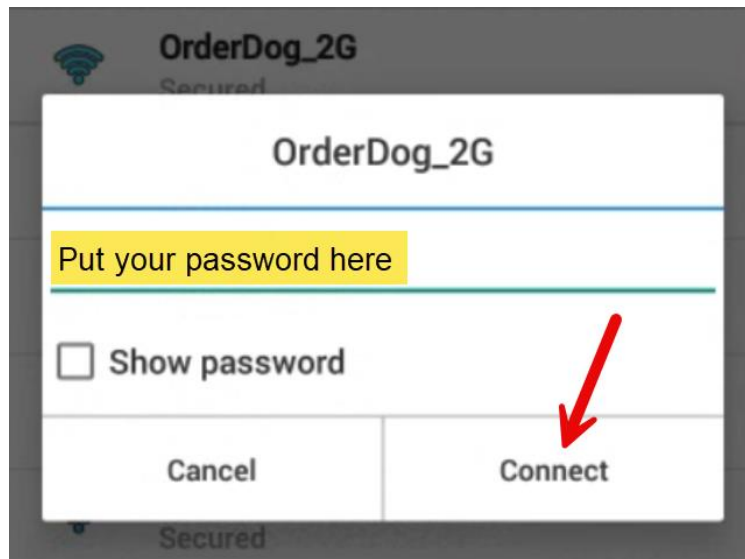 OrderDog_2G
Secured
OrderDog_2G
Put your password here
Show password
Cancel
Connect
Secured